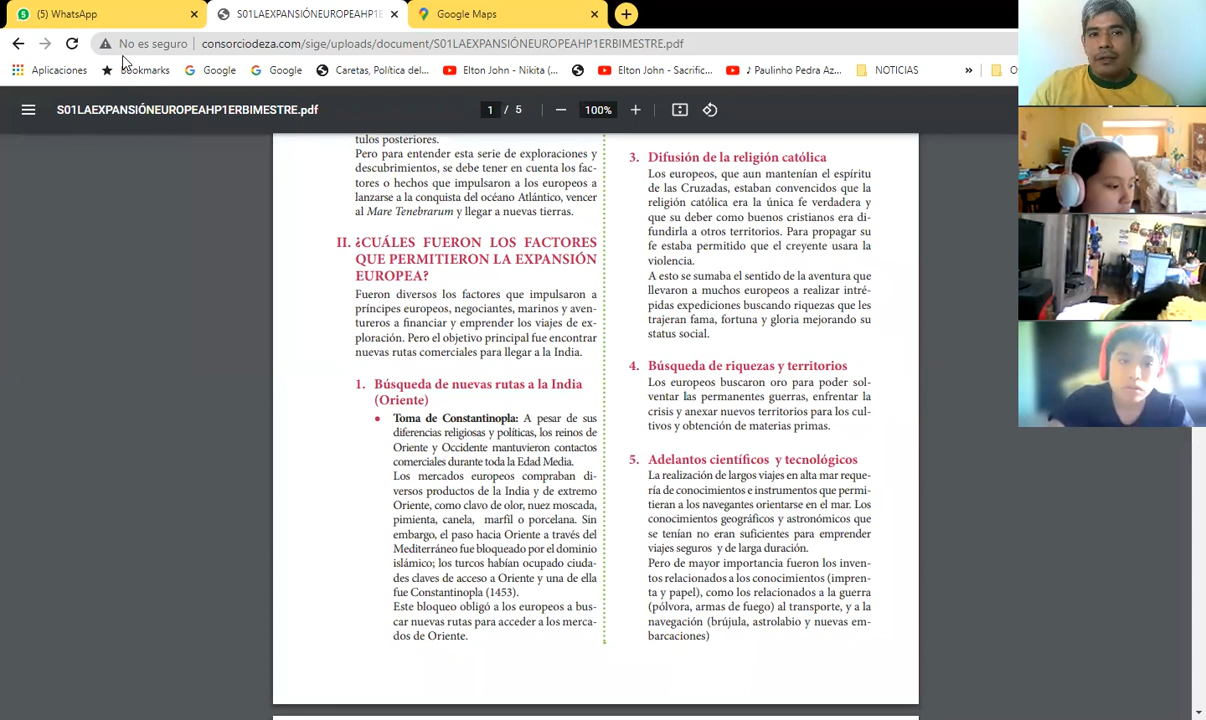 (5) WhatsApp
S01LAEXPANSIÓNEUROPEAHP1E
Google Maps
No es seguro
consorciodeza.com/sige/uploads/document/S01LAEXPANSIÓNEUROPEAHP1ERBIMESTRE.pdf
Aplicaciones
Bookmarks
Google
Google
Caretas, Política del...
Elton John - Nikita (...
Elton John - Sacrific...
♪ Paulinho Pedra Az...
NOTICIAS
»
S01LAEXPANSIÓNEUROPEAHP1ERBIMESTRE.pdf
1 / 5
100%
tulos posteriores.
Pero para entender esta serie de exploraciones y
descubrimientos, se debe tener en cuenta los fac-
tores o hechos que impulsaron a los europeos a
lanzarse a la conquista del océano Atlántico, vencer
al Mare Tenebrarum y llegar a nuevas tierras.
II. ¿CUÁLES FUERON LOS FACTORES
QUE PERMITIERON LA EXPANSIÓN
EUROPEA?
Fueron diversos los factores que impulsaron a
príncipes europeos, negociantes, marinos y aven-
tureros a financiar y emprender los viajes de ex-
ploración. Pero el objetivo principal fue encontrar
nuevas rutas comerciales para llegar a la India.
1. Búsqueda de nuevas rutas a la India
(Oriente)
• Toma de Constantinopla: A pesar de sus
diferencias religiosas y políticas, los reinos de
Oriente y Occidente mantuvieron contactos
comerciales durante toda la Edad Media.
Los mercados europeos compraban di-
versos productos de la India y de extremo
Oriente, como clavo de olor, nuez moscada,
pimienta, canela, marfil o porcelana. Sin
embargo, el paso hacia Oriente a través del
Mediterráneo fue bloqueado por el dominio
islámico; los turcos habían ocupado ciuda-
des claves de acceso a Oriente y una de ella
fue Constantinopla (1453).
Este bloqueo obligó a los europeos a bus-
car nuevas rutas para acceder a los merca-
dos de Oriente.
3. Difusión de la religión católica
Los europeos, que aun mantenían el espíritu
de las Cruzadas, estaban convencidos que la
religión católica era la única fe verdadera y
que su deber como buenos cristianos era di-
fundirla a otros territorios. Para propagar su
fe estaba permitido que el creyente usara la
violencia.
A esto se sumaba el sentido de la aventura que
llevaron a muchos europeos a realizar intré-
pidas expediciones buscando riquezas que les
trajeran fama, fortuna y gloria mejorando su
status social.
4. Búsqueda de riquezas y territorios
Los europeos buscaron oro para poder sol-
ventar las permanentes guerras, enfrentar la
crisis y anexar nuevos territorios para los cul-
tivos y obtención de materias primas.
5. Adelantos científicos y tecnológicos
La realización de largos viajes en alta mar reque-
ría de conocimientos e instrumentos que permi-
tieran a los navegantes orientarse en el mar. Los
conocimientos geográficos y astronómicos que
se tenían no eran suficientes para emprender
viajes seguros y de larga duración.
Pero de mayor importancia fueron los inven-
tos relacionados a los conocimientos (impren-
ta y papel), como los relacionados a la guerra
(pólvora, armas de fuego) al transporte, y a la
navegación (brújula, astrolabio y nuevas em-
barcaciones)